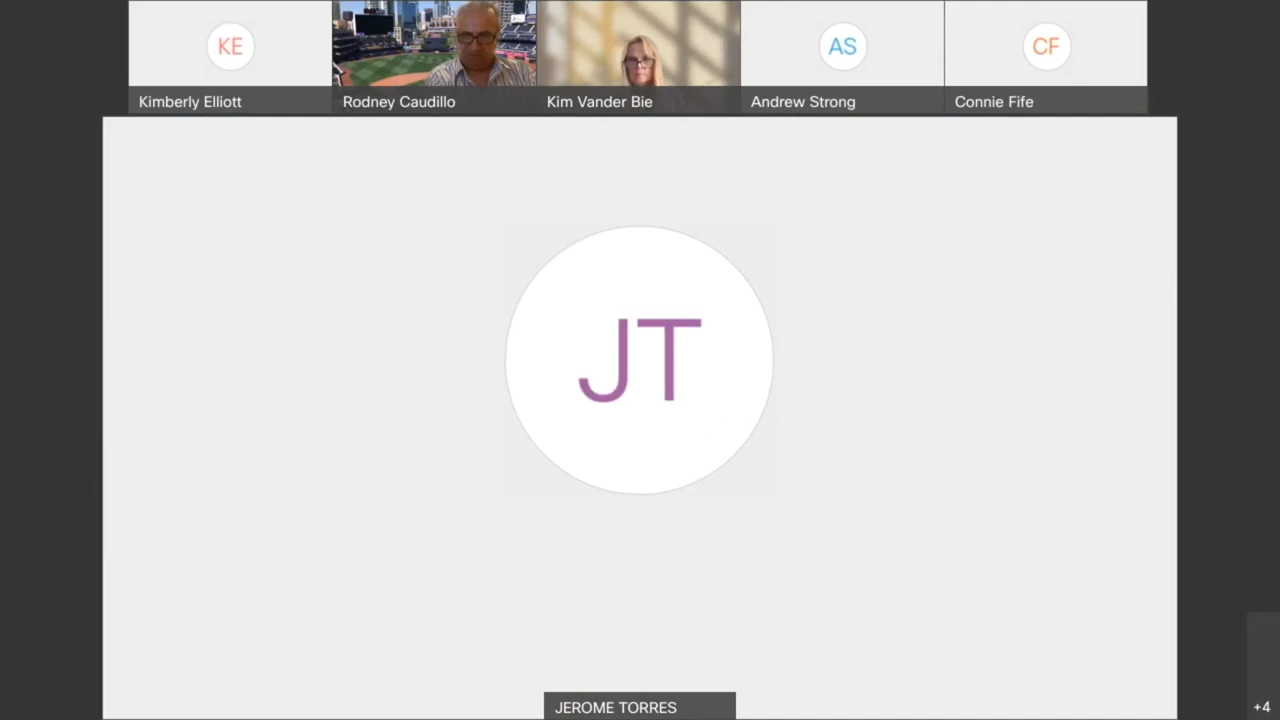 KE
AS
CF
Kimberly Elliott
Rodney Caudillo
Kim Vander Bie
Andrew Strong
Connie Fife
JT
JEROME TORRES
+4